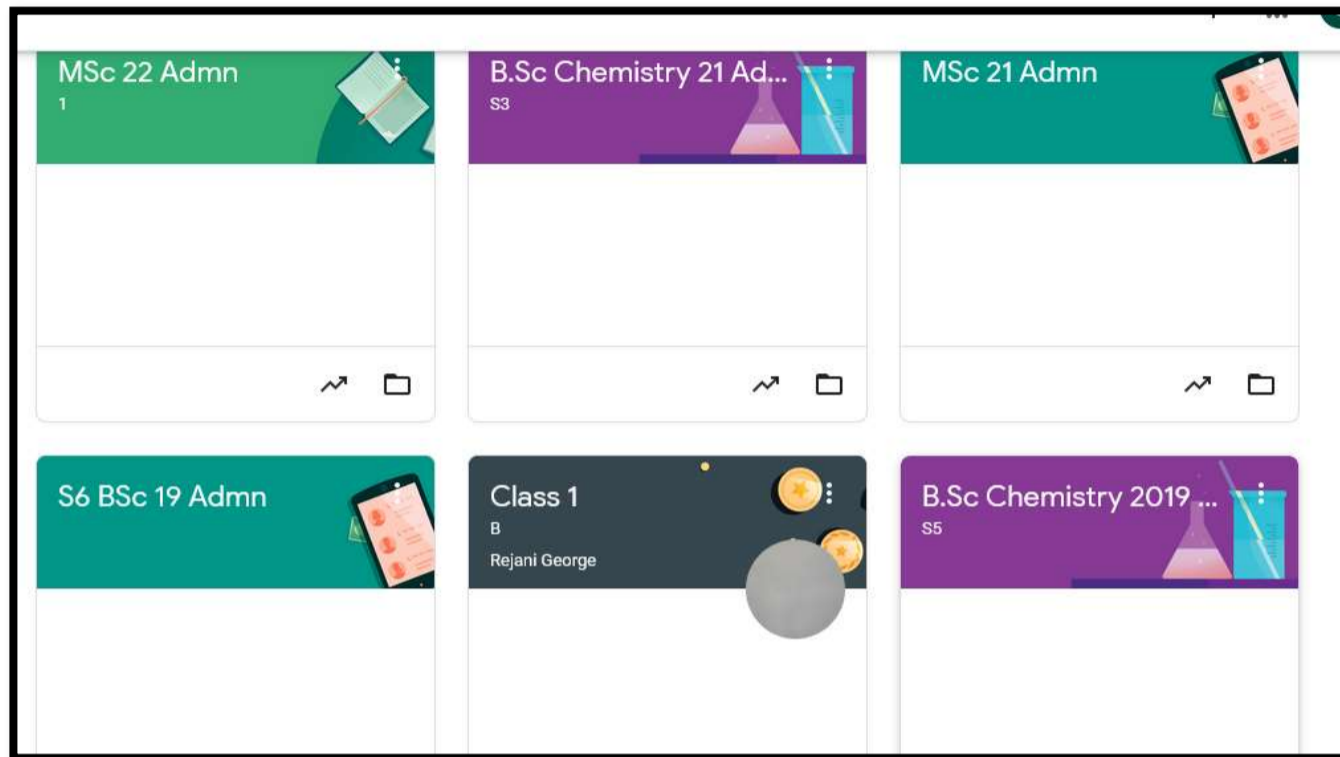 MSc 22 Admn
1
B.Sc Chemistry 21 Ad...
S3
MSc 21 Admn
S6 BSc 19 Admn
Class 1
B
Rejani George
B.Sc Chemistry 2019 ...
S5